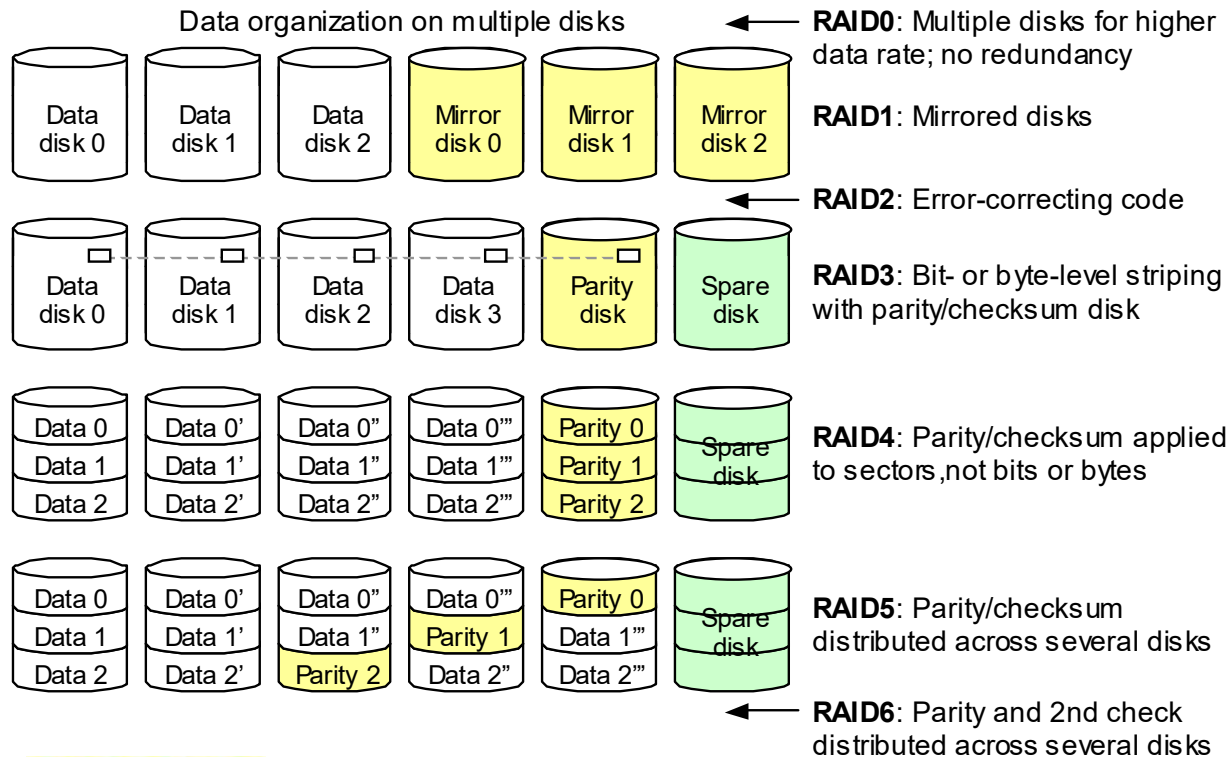 Data organization on multiple disks
RAID0: Multiple disks for higher
data rate; no redundancy
Data disk 0
Data disk 1
Data disk 2
Mirror disk 0
Mirror disk 1
Mirror disk 2
RAID1: Mirrored disks
RAID2: Error-correcting code
Data disk 0
Data disk 1
Data disk 2
Data disk 3
Parity disk
Spare disk
RAID3: Bit- or byte-level striping
with parity/checksum disk
Data 0 Data 0’ Data 0” Data 0’” Parity 0
Data 1 Data 1’ Data 1” Data 1’” Parity 1
Data 2 Data 2’ Data 2” Data 2’” Parity 2
Spare disk
RAID4: Parity/checksum applied
to sectors,not bits or bytes
Data 0 Data 0’ Data 0” Data 0’” Parity 0
Data 1 Data 1’ Data 1” Parity 1 Data 1’”
Data 2 Data 2’ Parity 2 Data 2” Data 2’”
Spare disk
RAID5: Parity/checksum
distributed across several disks
RAID6: Parity and 2nd check
distributed across several disks